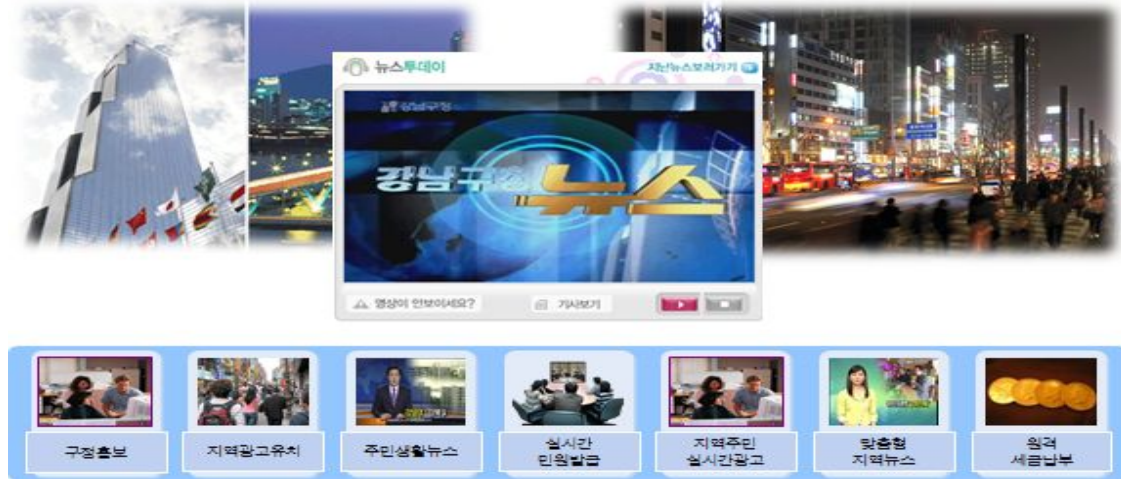 뉴스투데이
지난뉴스보러가기
강남구청
강남구청 뉴스
영상이 안보이세요?
기사보기
구정홍보
지역광고유치
주민생활뉴스
실시간
민원발급
지역주민
실시간광고
맞춤형
지역뉴스
원격
세금납부